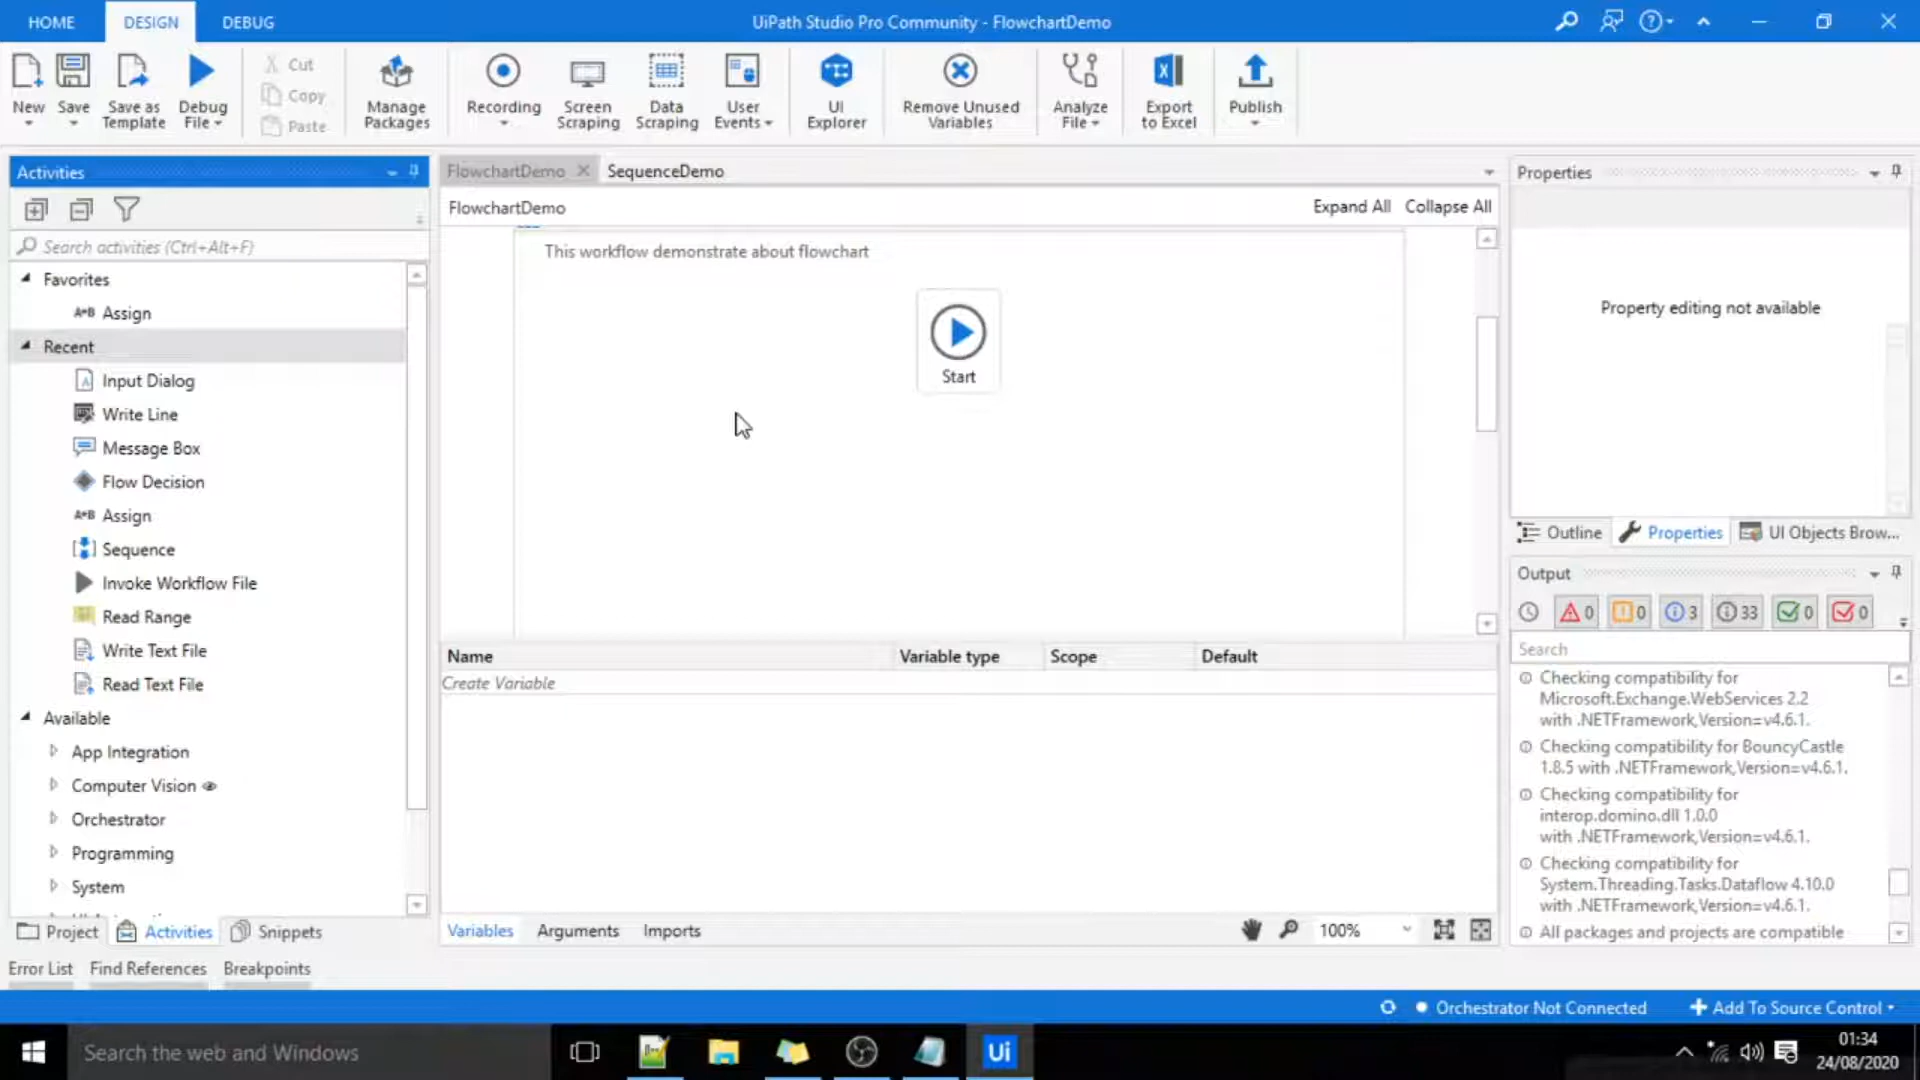 HOME
DESIGN
DEBUG
UiPath Studio Pro Community - FlowchartDemo
New
Save
Save as
Template
Debug
File
Cut
Copy
Paste
Manage
Packages
Recording
Screen
Scraping
Data
Scraping
User
Events
UI
Explorer
Remove Unused
Variables
Analyze
File
Export
to Excel
Publish
Activities
Search activities (Ctrl+Alt+F)
Favorites
A*B Assign
Recent
Input Dialog
Write Line
Message Box
Flow Decision
A*B Assign
Sequence
Invoke Workflow File
Read Range
Write Text File
Read Text File
Available
App Integration
Computer Vision
Orchestrator
Programming
System
Project
Activities
Snippets
FlowchartDemo
SequenceDemo
FlowchartDemo
Expand All
Collapse All
This workflow demonstrate about flowchart
Start
Name
Variable type
Scope
Default
Create Variable
Variables
Arguments
Imports
100%
Properties
Property editing not available
Outline
Properties
UI Objects Brow...
Output
0
0
3
33
0
0
Search
Checking compatibility for
Microsoft.Exchange.WebServices 2.2
with .NETFramework,Version=v4.6.1.
Checking compatibility for BouncyCastle
1.8.5 with .NETFramework,Version=v4.6.1.
Checking compatibility for
interop.domino.dll 1.0.0
with .NETFramework,Version=v4.6.1.
Checking compatibility for
System.Threading.Tasks.Dataflow 4.10.0
with .NETFramework,Version=v4.6.1.
All packages and projects are compatible
Error List
Find References
Breakpoints
Orchestrator Not Connected
Add To Source Control
Search the web and Windows
Ui
01:34
24/08/2020